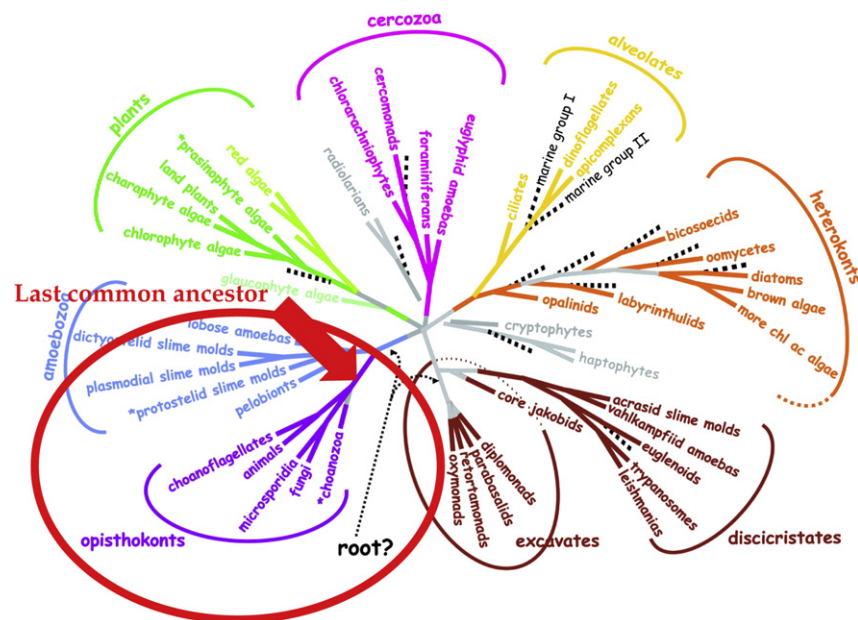 cercozoa
alveolates
plants
heterokonts
amoebozoa
opisthokonts
excavates
discicristates
Last common ancestor
root?
red algae
*prasinophyte algae
land plants
charaphyte algae
chlorophyte algae
glaucophyte algae
radiolarians
chlorarachniophytes
cercomonads
foraminiferans
euglyphid amoebas
ciliates
marine group I
dinoflagellates
apicomplexans
marine group II
bicosoecids
oomycetes
diatoms
brown algae
more chl ac algae
labyrinthulids
opalinids
cryptophytes
haptophytes
lobose amoebas
dictyostelid slime molds
plasmodial slime molds
*protostelid slime molds
pelobionts
choanoflagellates
animals
microsporidia
fungi
*choanozoa
core jakobids
acrasid slime molds
vahlkampfiid amoebas
euglenoids
trypanosomes
leishmanias
diplomonads
parabasalids
retortamonads
oxymonads